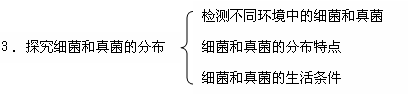 检测不同环境中的细菌和真菌
3．探究细菌和真菌的分布
细菌和真菌的分布特点
细菌和真菌的生活条件